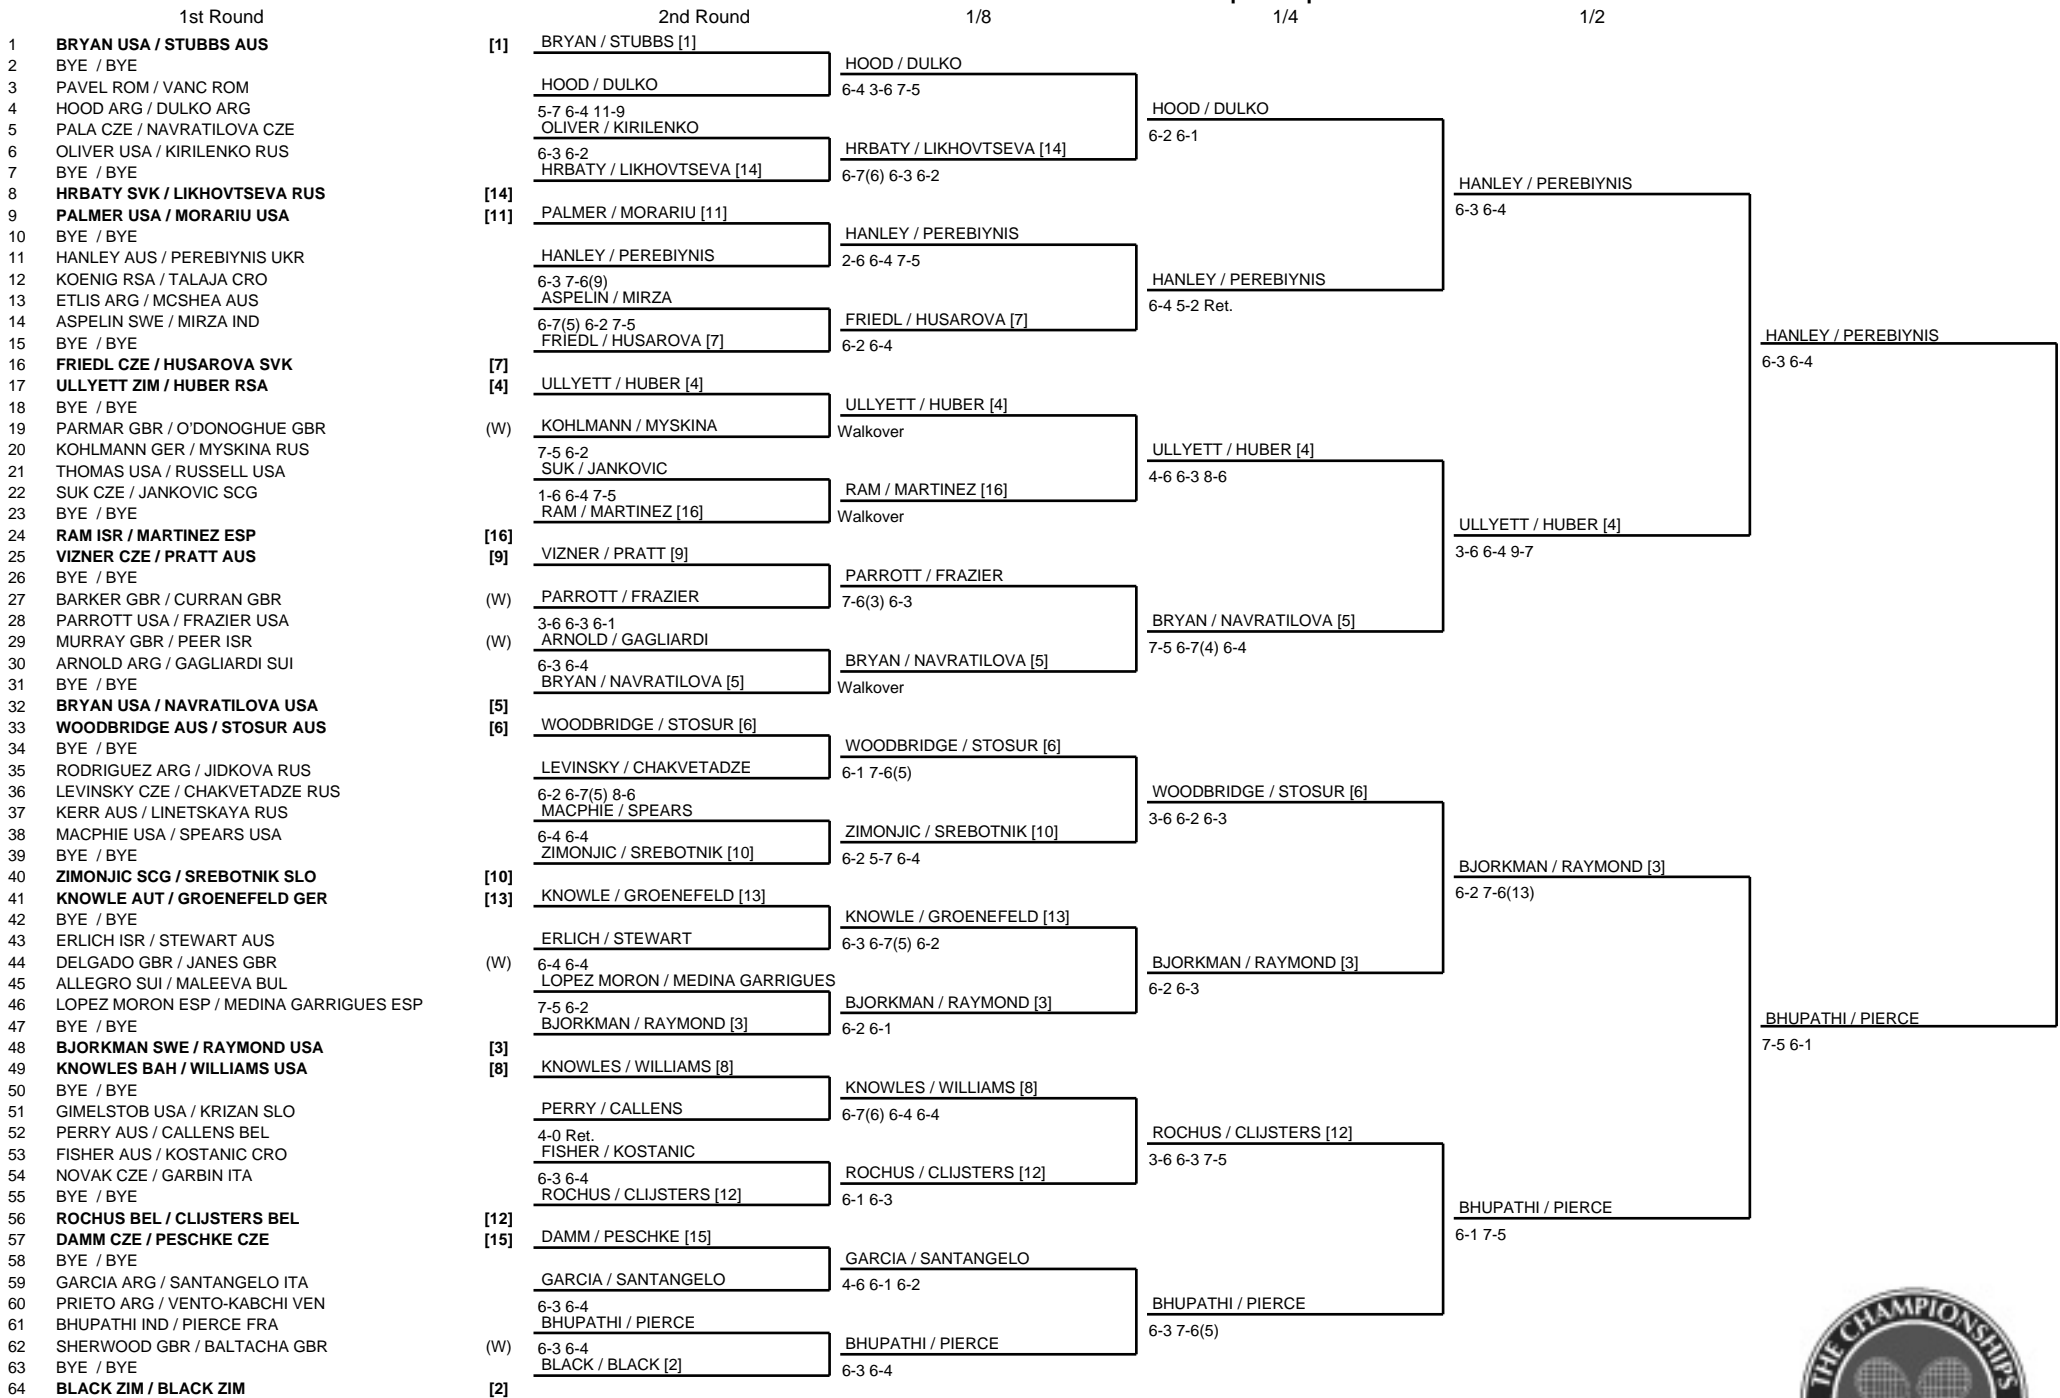 1st Round 2nd Round 1/8 1/4 1/2
1 BRYAN USA / STUBBS AUS [1]
2 BYE / BYE
3 PAVEL ROM / VANC ROM
4 HOOD ARG / DULKO ARG
5 PALA CZE / NAVRATILOVA CZE
6 OLIVER USA / KIRILENKO RUS
7 BYE / BYE
8 HRBATY SVK / LIKHOVTSEVA RUS [14]
9 PALMER USA / MORARIU USA [11]
10 BYE / BYE
11 HANLEY AUS / PEREBIYNIS UKR
12 KOENIG RSA / TALAJA CRO
13 ETLIS ARG / MCSHEA AUS
14 ASPELIN SWE / MIRZA IND
15 BYE / BYE
16 FRIEDL CZE / HUSAROVA SVK [7]
17 ULLYETT ZIM / HUBER RSA [4]
18 BYE / BYE
19 PARMAR GBR / O'DONOGHUE GBR (W)
20 KOHLMANN GER / MYSKINA RUS
21 THOMAS USA / RUSSELL USA
22 SUK CZE / JANKOVIC SCG
23 BYE / BYE
24 RAM ISR / MARTINEZ ESP [16]
25 VIZNER CZE / PRATT AUS [9]
26 BYE / BYE
27 BARKER GBR / CURRAN GBR (W)
28 PARROTT USA / FRAZIER USA
29 MURRAY GBR / PEER ISR (W)
30 ARNOLD ARG / GAGLIARDI SUI
31 BYE / BYE
32 BRYAN USA / NAVRATILOVA USA [5]
33 WOODBRIDGE AUS / STOSUR AUS [6]
34 BYE / BYE
35 RODRIGUEZ ARG / JIDKOVA RUS
36 LEVINSKY CZE / CHAKVETADZE RUS
37 KERR AUS / LINETSKAYA RUS
38 MACPHIE USA / SPEARS USA
39 BYE / BYE
40 ZIMONJIC SCG / SREBOTNIK SLO [10]
41 KNOWLE AUT / GROENEFELD GER [13]
42 BYE / BYE
43 ERLICH ISR / STEWART AUS
44 DELGADO GBR / JANES GBR (W)
45 ALLEGRO SUI / MALEEVA BUL
46 LOPEZ MORON ESP / MEDINA GARRIGUES ESP
47 BYE / BYE
48 BJORKMAN SWE / RAYMOND USA [3]
49 KNOWLES BAH / WILLIAMS USA [8]
50 BYE / BYE
51 GIMELSTOB USA / KRIZAN SLO
52 PERRY AUS / CALLENS BEL
53 FISHER AUS / KOSTANIC CRO
54 NOVAK CZE / GARBIN ITA
55 BYE / BYE
56 ROCHUS BEL / CLIJSTERS BEL [12]
57 DAMM CZE / PESCHKE CZE [15]
58 BYE / BYE
59 GARCIA ARG / SANTANGELO ITA
60 PRIETO ARG / VENTO-KABCHI VEN
61 BHUPATHI IND / PIERCE FRA
62 SHERWOOD GBR / BALTACHA GBR (W)
63 BYE / BYE
64 BLACK ZIM / BLACK ZIM [2]
BRYAN / STUBBS [1]
HOOD / DULKO
5-7 6-4 11-9
OLIVER / KIRILENKO
6-3 6-2
HRBATY / LIKHOVTSEVA [14]
PALMER / MORARIU [11]
HANLEY / PEREBIYNIS
6-3 7-6(9)
ASPELIN / MIRZA
6-7(5) 6-2 7-5
FRIEDL / HUSAROVA [7]
ULLYETT / HUBER [4]
KOHLMANN / MYSKINA
7-5 6-2
SUK / JANKOVIC
1-6 6-4 7-5
RAM / MARTINEZ [16]
VIZNER / PRATT [9]
PARROTT / FRAZIER
3-6 6-3 6-1
ARNOLD / GAGLIARDI
6-3 6-4
BRYAN / NAVRATILOVA [5]
WOODBRIDGE / STOSUR [6]
LEVINSKY / CHAKVETADZE
6-2 6-7(5) 8-6
MACPHIE / SPEARS
6-4 6-4
ZIMONJIC / SREBOTNIK [10]
KNOWLE / GROENEFELD [13]
ERLICH / STEWART
6-4 6-4
LOPEZ MORON / MEDINA GARRIGUES
7-5 6-2
BJORKMAN / RAYMOND [3]
KNOWLES / WILLIAMS [8]
PERRY / CALLENS
4-0 Ret.
FISHER / KOSTANIC
6-3 6-4
ROCHUS / CLIJSTERS [12]
DAMM / PESCHKE [15]
GARCIA / SANTANGELO
6-3 6-4
BHUPATHI / PIERCE
6-3 6-4
BLACK / BLACK [2]
HOOD / DULKO
6-4 3-6 7-5
HRBATY / LIKHOVTSEVA [14]
6-7(6) 6-3 6-2
HANLEY / PEREBIYNIS
2-6 6-4 7-5
FRIEDL / HUSAROVA [7]
6-2 6-4
ULLYETT / HUBER [4]
Walkover
RAM / MARTINEZ [16]
Walkover
PARROTT / FRAZIER
7-6(3) 6-3
BRYAN / NAVRATILOVA [5]
Walkover
WOODBRIDGE / STOSUR [6]
6-1 7-6(5)
ZIMONJIC / SREBOTNIK [10]
6-2 5-7 6-4
KNOWLE / GROENEFELD [13]
6-3 6-7(5) 6-2
BJORKMAN / RAYMOND [3]
6-2 6-1
KNOWLES / WILLIAMS [8]
6-7(6) 6-4 6-4
ROCHUS / CLIJSTERS [12]
6-1 6-3
GARCIA / SANTANGELO
4-6 6-1 6-2
BHUPATHI / PIERCE
6-3 6-4
HOOD / DULKO
6-2 6-1
HANLEY / PEREBIYNIS
6-4 5-2 Ret.
ULLYETT / HUBER [4]
4-6 6-3 8-6
BRYAN / NAVRATILOVA [5]
7-5 6-7(4) 6-4
WOODBRIDGE / STOSUR [6]
3-6 6-2 6-3
BJORKMAN / RAYMOND [3]
6-2 6-3
ROCHUS / CLIJSTERS [12]
3-6 6-3 7-5
BHUPATHI / PIERCE
6-3 7-6(5)
HANLEY / PEREBIYNIS
6-3 6-4
ULLYETT / HUBER [4]
3-6 6-4 9-7
BJORKMAN / RAYMOND [3]
6-2 7-6(13)
BHUPATHI / PIERCE
6-1 7-5
HANLEY / PEREBIYNIS
6-3 6-4
BHUPATHI / PIERCE
7-5 6-1
THE CHAMPIONSHIPS